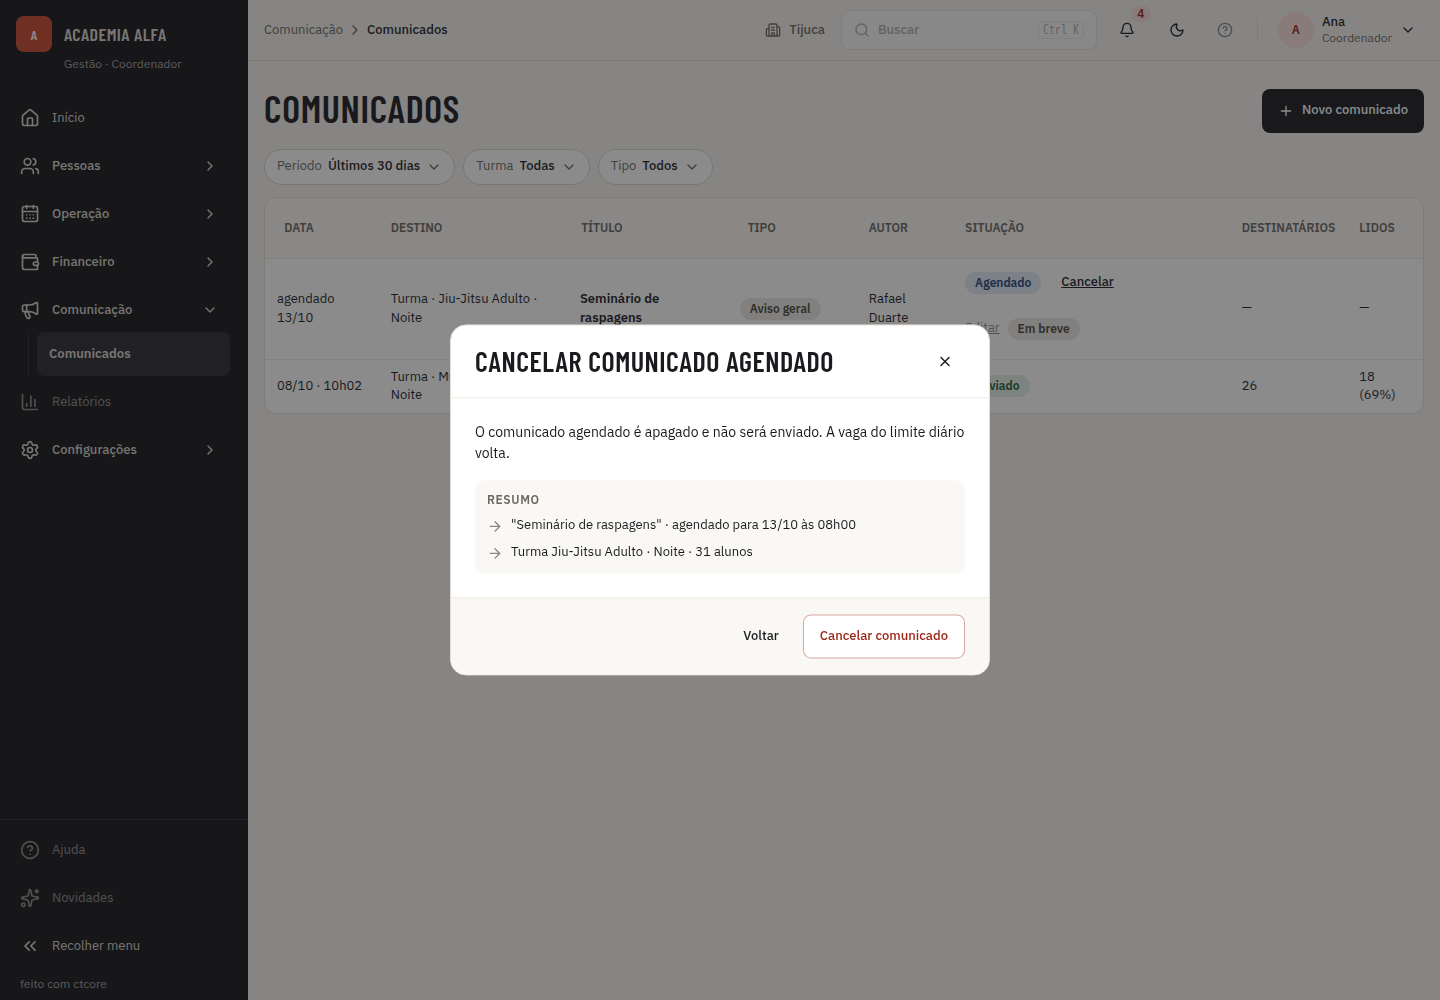 A ACADEMIA ALFA
Gestão · Coordenador
Início
Pessoas
Operação
Financeiro
Comunicação
Comunicados
Relatórios
Configurações
Ajuda
Novidades
Recolher menu
feito com ctcore
Comunicação > Comunicados
Tijuca
Buscar Ctrl K
4
A
Ana
Coordenador
COMUNICADOS
+ Novo comunicado
Período Últimos 30 dias
Turma Todas
Tipo Todos
DATA DESTINO TÍTULO TIPO AUTOR SITUAÇÃO DESTINATÁRIOS LIDOS
agendado
13/10
Turma · Jiu-Jitsu Adulto ·
Noite
Seminário de
raspagens
Aviso geral
Rafael
Duarte
Agendado Cancelar
Em breve
—
—
08/10 · 10h02
Turma ·
Noite
26
18
(69%)
CANCELAR COMUNICADO AGENDADO
O comunicado agendado é apagado e não será enviado. A vaga do limite diário
volta.
RESUMO
→ "Seminário de raspagens" · agendado para 13/10 às 08h00
→ Turma Jiu-Jitsu Adulto · Noite · 31 alunos
Voltar
Cancelar comunicado